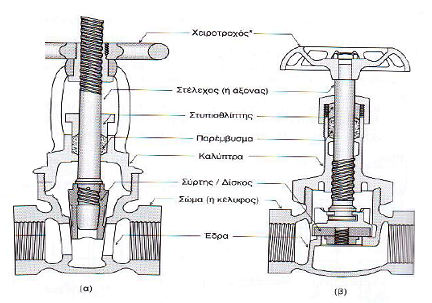 Χειροτροχός*
Στέλεχος (ή άξονας)
Στυπιοθλίπτης
Παρέμβυσμα
Καλύπτρα
Σύρτης / Δίσκος
Σώμα (η κέλυφος)
Έδρα
(α)
(β)